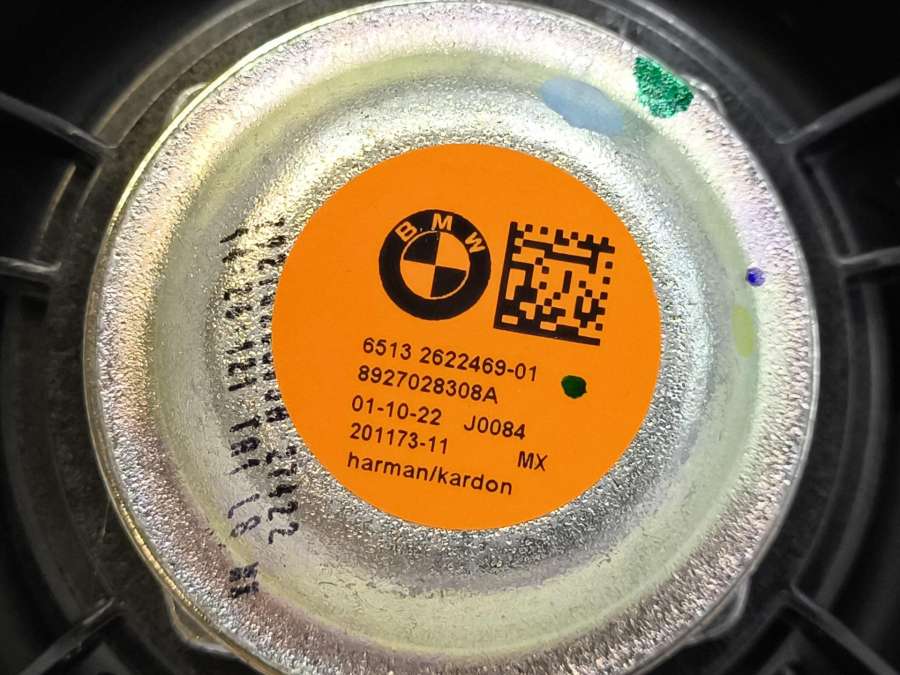 BMW
6513 2622469-01
8927028308A
01-10-22 J0084
201173-11 MX
harman/kardon